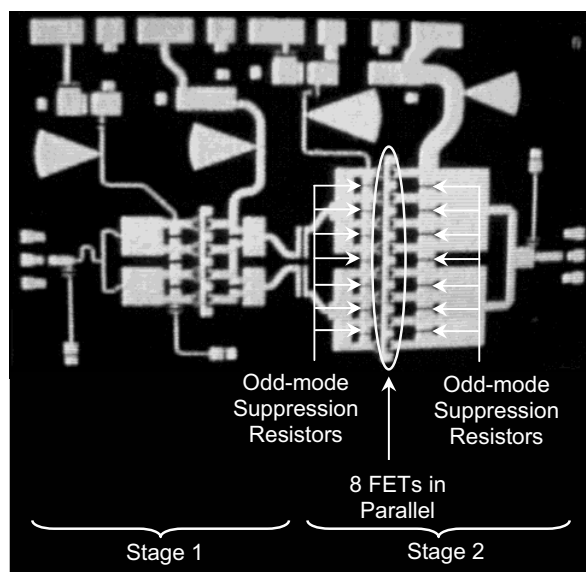 Odd-mode
Suppression
Resistors
Odd-mode
Suppression
Resistors
8 FETs in
Parallel
Stage 1
Stage 2